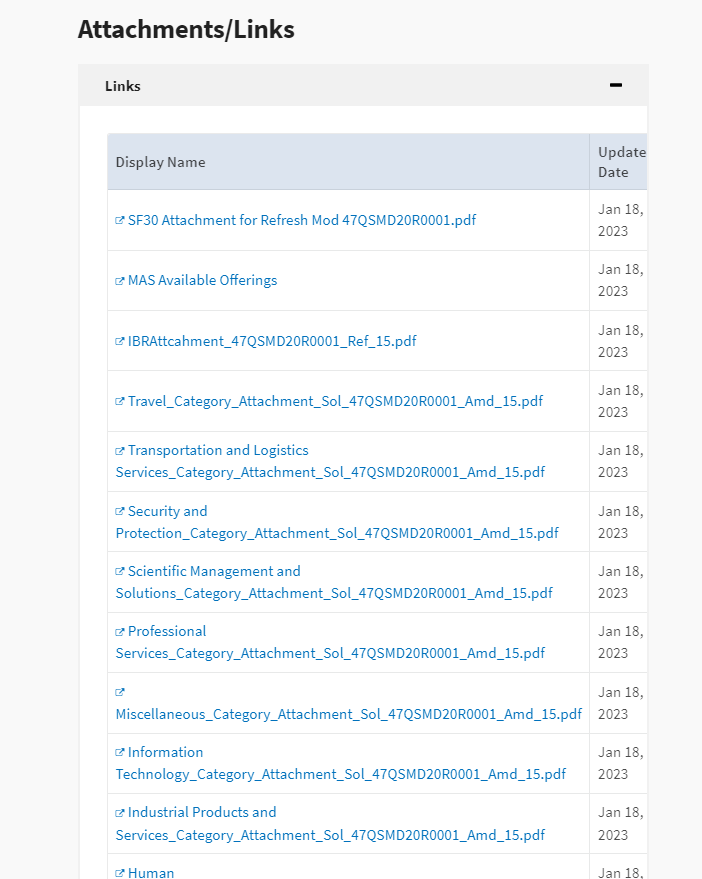 Attachments/Links
Links
Display Name
Update
Date
SF30 Attachment for Refresh Mod 47QSMD20R0001.pdf
Jan 18,
2023
MAS Available Offerings
Jan 18,
2023
IBRAttcahment_47QSMD20R0001_Ref_15.pdf
Jan 18,
2023
Travel_Category_Attachment_Sol_47QSMD20R0001_Amd_15.pdf
Jan 18,
2023
Transportation and Logistics
Services_Category_Attachment_Sol_47QSMD20R0001_Amd_15.pdf
Jan 18,
2023
Security and
Protection_Category_Attachment_Sol_47QSMD20R0001_Amd_15.pdf
Jan 18,
2023
Scientific Management and
Solutions_Category_Attachment_Sol_47QSMD20R0001_Amd_15.pdf
Jan 18,
2023
Professional
Services_Category_Attachment_Sol_47QSMD20R0001_Amd_15.pdf
Jan 18,
2023
Miscellaneous_Category_Attachment_Sol_47QSMD20R0001_Amd_15.pdf
Jan 18,
2023
Information
Technology_Category_Attachment_Sol_47QSMD20R0001_Amd_15.pdf
Jan 18,
2023
Industrial Products and
Services_Category_Attachment_Sol_47QSMD20R0001_Amd_15.pdf
Jan 18,
2023
Human
Jan 18,